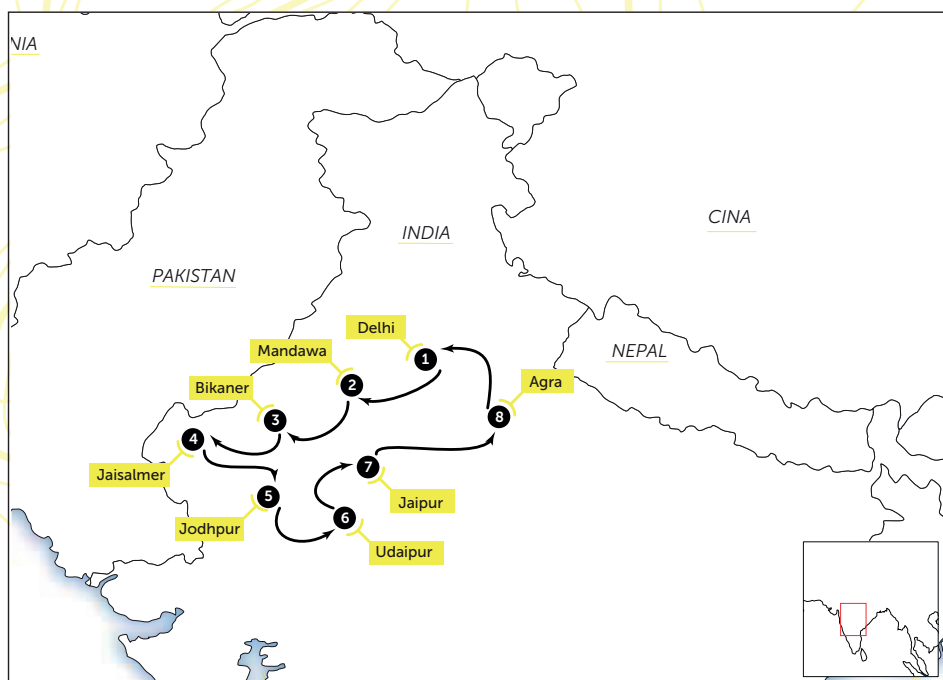 NIA
CINA
INDIA
PAKISTAN
NEPAL
Delhi
1
Mandawa
2
Bikaner
3
Agra
8
4
Jaisalmer
7
Jaipur
5
Jodhpur
6
Udaipur